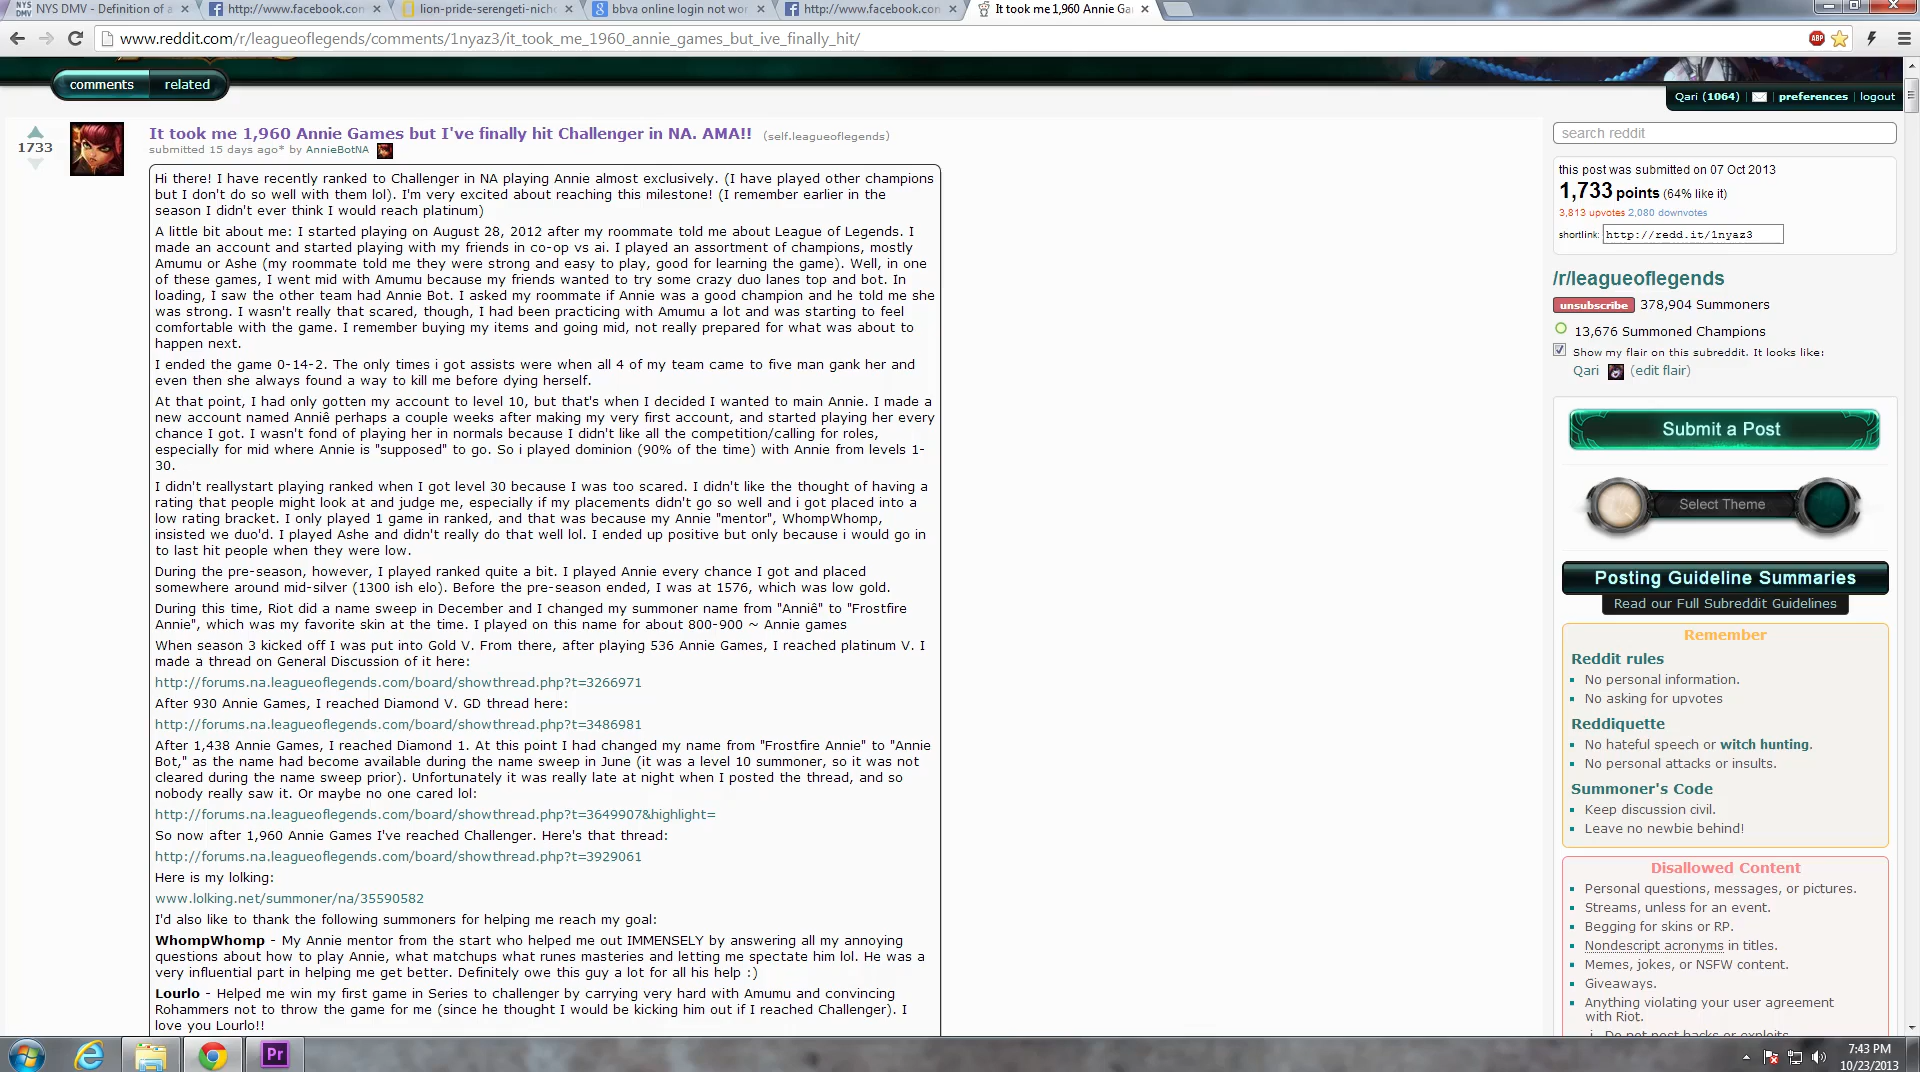 NYS DMV - Definition of a
http://www.facebook.con
lion-pride-serengeti-nicho
bbva online login not wor
http://www.facebook.con
It took me 1,960 Annie Ga
www.reddit.com/r/leagueoflegends/comments/1nyaz3/it_took_me_1960_annie_games_but_ive_finally_hit/
ABP
comments related
Qari (1064) | preferences | logout
1733
It took me 1,960 Annie Games but I've finally hit Challenger in NA. AMA!! (self.leagueoflegends)
submitted 15 days ago* by AnnieBotNA
Hi there! I have recently ranked to Challenger in NA playing Annie almost exclusively. (I have played other champions
but I don't do so well with them lol). I'm very excited about reaching this milestone! (I remember earlier in the
season I didn't ever think I would reach platinum)
A little bit about me: I started playing on August 28, 2012 after my roommate told me about League of Legends. I
made an account and started playing with my friends in co-op vs ai. I played an assortment of champions, mostly
Amumu or Ashe (my roommate told me they were strong and easy to play, good for learning the game). Well, in one
of these games, I went mid with Amumu because my friends wanted to try some crazy duo lanes top and bot. In
loading, I saw the other team had Annie Bot. I asked my roommate if Annie was a good champion and he told me she
was strong. I wasn't really that scared, though, I had been practicing with Amumu a lot and was starting to feel
comfortable with the game. I remember buying my items and going mid, not really prepared for what was about to
happen next.
I ended the game 0-14-2. The only times i got assists were when all 4 of my team came to five man gank her and
even then she always found a way to kill me before dying herself.
At that point, I had only gotten my account to level 10, but that's when I decided I wanted to main Annie. I made a
new account named Anniê perhaps a couple weeks after making my very first account, and started playing her every
chance I got. I wasn't fond of playing her in normals because I didn't like all the competition/calling for roles,
especially for mid where Annie is "supposed" to go. So i played dominion (90% of the time) with Annie from levels 1-
30.
I didn't reallystart playing ranked when I got level 30 because I was too scared. I didn't like the thought of having a
rating that people might look at and judge me, especially if my placements didn't go so well and i got placed into a
low rating bracket. I only played 1 game in ranked, and that was because my Annie "mentor", WhompWhomp,
insisted we duo'd. I played Ashe and didn't really do that well lol. I ended up positive but only because i would go in
to last hit people when they were low.
During the pre-season, however, I played ranked quite a bit. I played Annie every chance I got and placed
somewhere around mid-silver (1300 ish elo). Before the pre-season ended, I was at 1576, which was low gold.
During this time, Riot did a name sweep in December and I changed my summoner name from "Anniê" to "Frostfire
Annie", which was my favorite skin at the time. I played on this name for about 800-900 ~ Annie games
When season 3 kicked off I was put into Gold V. From there, after playing 536 Annie Games, I reached platinum V. I
made a thread on General Discussion of it here:
http://forums.na.leagueoflegends.com/board/showthread.php?t=3266971
After 930 Annie Games, I reached Diamond V. GD thread here:
http://forums.na.leagueoflegends.com/board/showthread.php?t=3486981
After 1,438 Annie Games, I reached Diamond 1. At this point I had changed my name from "Frostfire Annie" to "Annie
Bot," as the name had become available during the name sweep in June (it was a level 10 summoner, so it was not
cleared during the name sweep prior). Unfortunately it was really late at night when I posted the thread, and so
nobody really saw it. Or maybe no one cared lol:
http://forums.na.leagueoflegends.com/board/showthread.php?t=3649907&highlight=
So now after 1,960 Annie Games I've reached Challenger. Here's that thread:
http://forums.na.leagueoflegends.com/board/showthread.php?t=3929061
Here is my lolking:
www.lolking.net/summoner/na/35590582
I'd also like to thank the following summoners for helping me reach my goal:
WhompWhomp - My Annie mentor from the start who helped me out IMMENSELY by answering all my annoying
questions about how to play Annie, what matchups what runes masteries and letting me spectate him lol. He was a
very influential part in helping me get better. Definitely owe this guy a lot for all his help :)
Lourlo - Helped me win my first game in Series to challenger by carrying very hard with Amumu and convincing
Rohammers not to throw the game for me (since he thought I would be kicking him out if I reached Challenger). I
love you Lourlo!!
search reddit
this post was submitted on 07 Oct 2013
1,733 points (64% like it)
3,813 upvotes 2,080 downvotes
shortlink: http://redd.it/1nyaz3
/r/leagueoflegends
unsubscribe 378,904 Summoners
13,676 Summoned Champions
Show my flair on this subreddit. It looks like:
Qari (edit flair)
Submit a Post
Select Theme
Posting Guideline Summaries
Read our Full Subreddit Guidelines
Remember
Reddit rules
No personal information.
No asking for upvotes
Reddiquette
No hateful speech or witch hunting.
No personal attacks or insults.
Summoner's Code
Keep discussion civil.
Leave no newbie behind!
Disallowed Content
Personal questions, messages, or pictures.
Streams, unless for an event.
Begging for skins or RP.
Nondescript acronyms in titles.
Memes, jokes, or NSFW content.
Giveaways.
Anything violating your user agreement
with Riot.
i. Do not post hacks or exploits
Pr
7:43 PM
10/23/2013